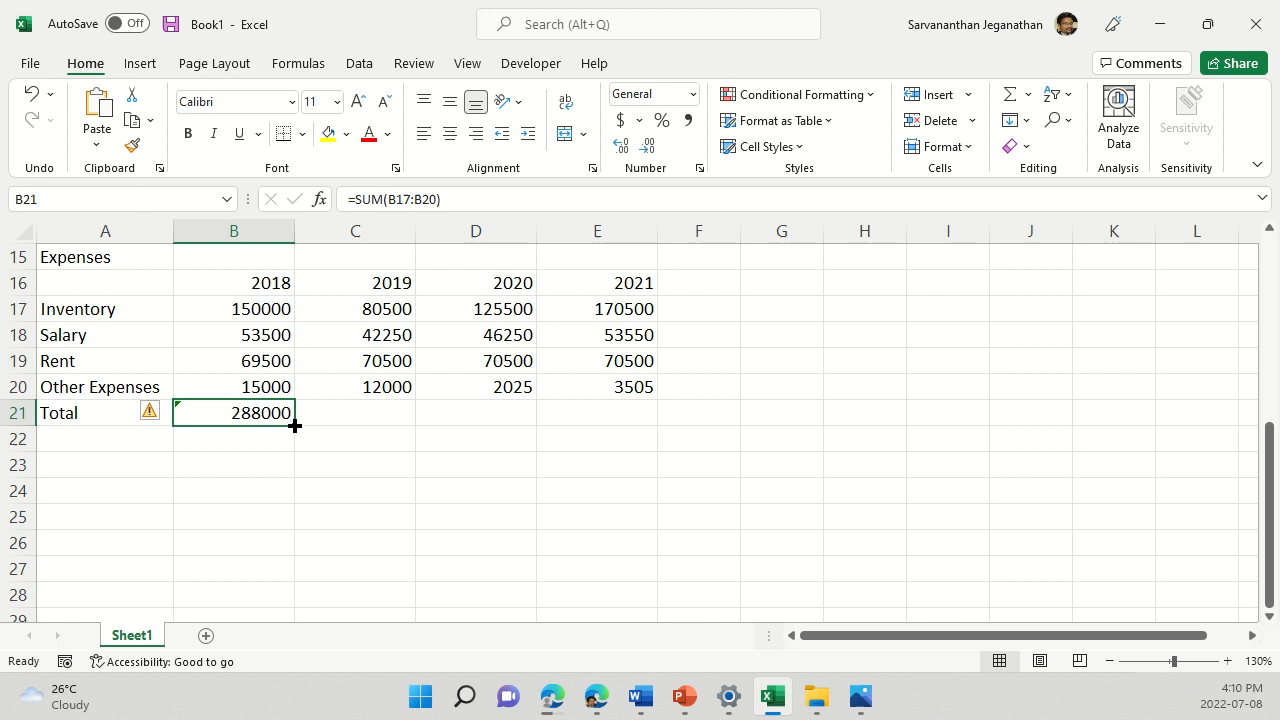 AutoSave Off Book1 - Excel Search (Alt+Q) Sarvananthan Jeganathan
File Home Insert Page Layout Formulas Data Review View Developer Help Comments Share
Calibri 11 General Conditional Formatting Insert
Paste Format as Table Delete Analyze Data Sensitivity
B I U $ % Cell Styles Format
Undo Clipboard Font Alignment Number Styles Cells Editing Analysis Sensitivity
B21 fx =SUM(B17:B20)
A B C D E F G H I J K L
15 Expenses
16 2018 2019 2020 2021
17 Inventory 150000 80500 125500 170500
18 Salary 53500 42250 46250 53550
19 Rent 69500 70500 70500 70500
20 Other Expenses 15000 12000 2025 3505
21 Total 288000
22
23
24
25
26
27
28
29
Sheet1
Ready Accessibility: Good to go 130%
26°C 4:10 PM
Cloudy 2022-07-08